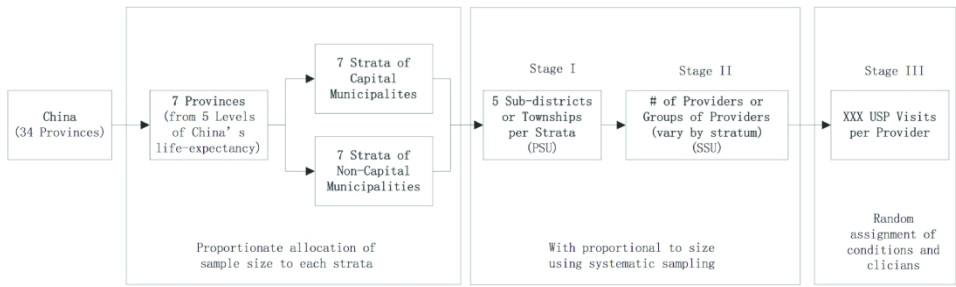 China
(34 Provinces)
7 Provinces
(from 5 Levels
of China's
life-expectancy)
7 Strata of
Capital
Municipalites
7 Strata of
Non-Capital
Municipalities
Proportionate allocation of
sample size to each strata
Stage I
5 Sub-districts
or Townships
per Strata
(PSU)
Stage II
# of Providers or
Groups of Providers
(vary by stratum)
(SSU)
With proportional to size
using systematic sampling
Stage III
XXX USP Visits
per Provider
Random
assignment of
conditions and
clicians